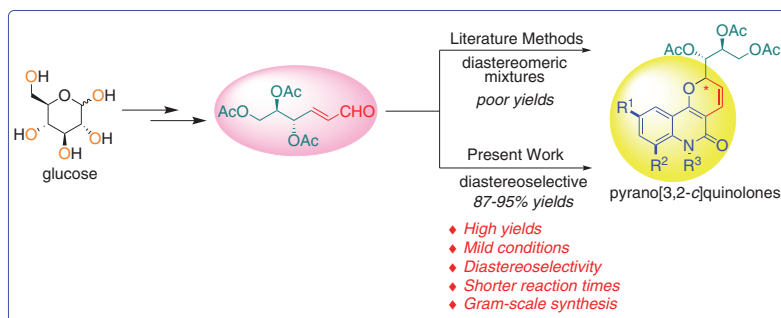 Literature Methods
diastereomeric
mixtures
poor yields
Present Work
diastereoselective
87-95% yields
♦ High yields
♦ Mild conditions
♦ Diastereoselectivity
♦ Shorter reaction times
♦ Gram-scale synthesis
HO
O
OH
HO
OH
OH
glucose
OAc
AcO
CHO
OAc
OAc
AcO
OAc
O
*
R¹
N
O
R²
R³
pyrano[3,2-c]quinolones